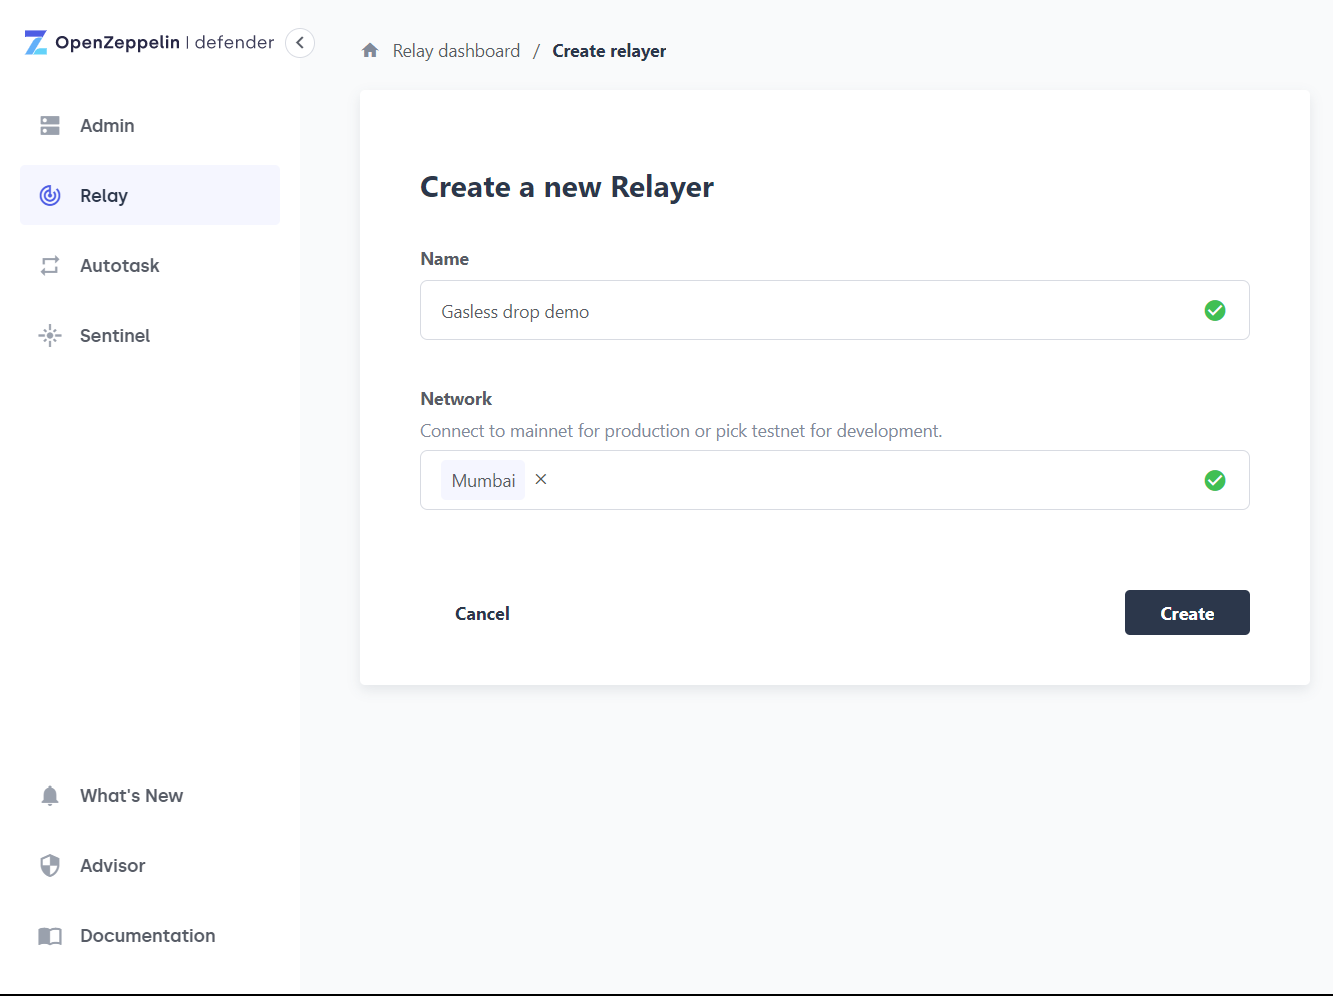 OpenZeppelin | defender
Admin
Relay
Autotask
Sentinel
What's New
Advisor
Documentation
Relay dashboard / Create relayer
Create a new Relayer
Name
Gasless drop demo
Network
Connect to mainnet for production or pick testnet for development.
Mumbai ×
Cancel
Create